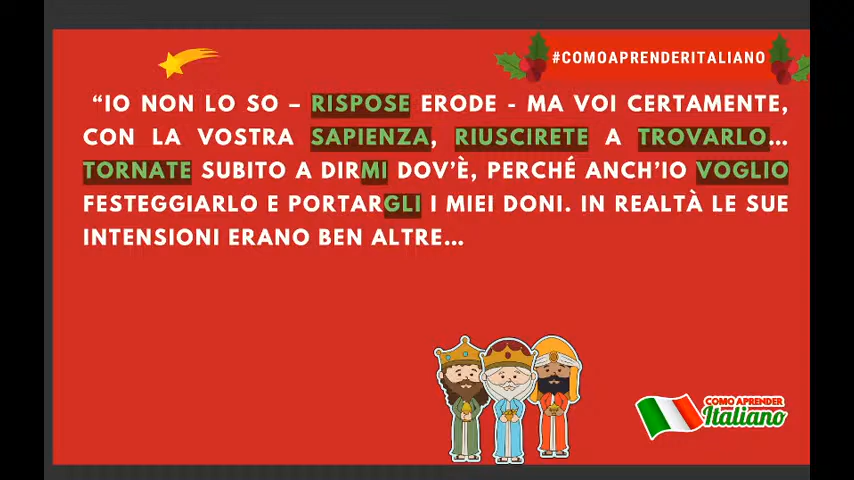 #COMOAPRENDERITALIANO
“IO NON LO SO – RISPOSE ERODE - MA VOI CERTAMENTE,
CON LA VOSTRA SAPIENZA, RIUSCIRETE A TROVARLO...
TORNATE SUBITO A DIRMI DOV’È, PERCHÉ ANCH’IO VOGLIO
FESTEGGIARLO E PORTARGLI I MIEI DONI. IN REALTÀ LE SUE
INTENSIONI ERANO BEN ALTRE...
COMO APRENDER
Italiano